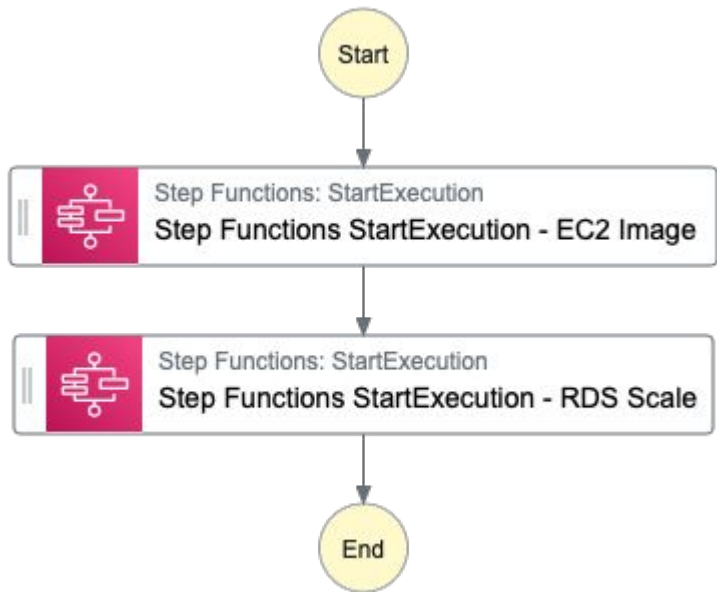 Start
Step Functions: StartExecution
Step Functions StartExecution - EC2 Image
Step Functions: StartExecution
Step Functions StartExecution - RDS Scale
End